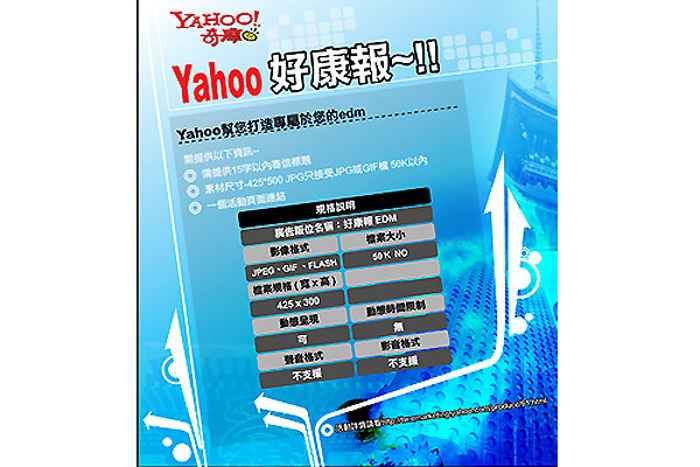 YAHOO!
奇摩
Yahoo 好康報~!!
Yahoo幫您打造專屬於您的edm
需提供以下資訊--
需提供15字以內寄信標題
素材尺寸-425*500 JPG只接受JPG或GIF檔 50K以內
一個活動頁面連結
規格說明
廣告版位名稱：好康報 EDM
影像格式 檔案大小
JPEG、GIF、FLASH 50 K NO
檔案規格 ( 寬 x 高 )
425 x 300
動態呈現 動態時間限制
可 無
聲音格式 影音格式
不支援 不支援